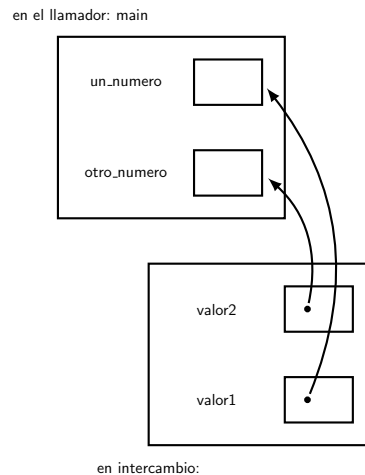 en el llamador: main
un_numero
otro_numero
valor2
valor1
en intercambio: